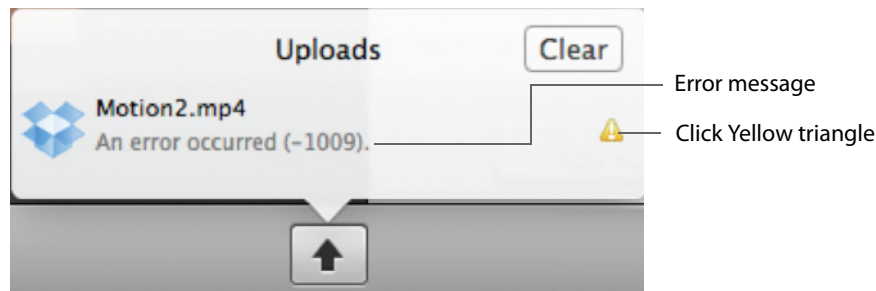 Uploads
Clear
Motion2.mp4
An error occurred (-1009).
Error message
Click Yellow triangle